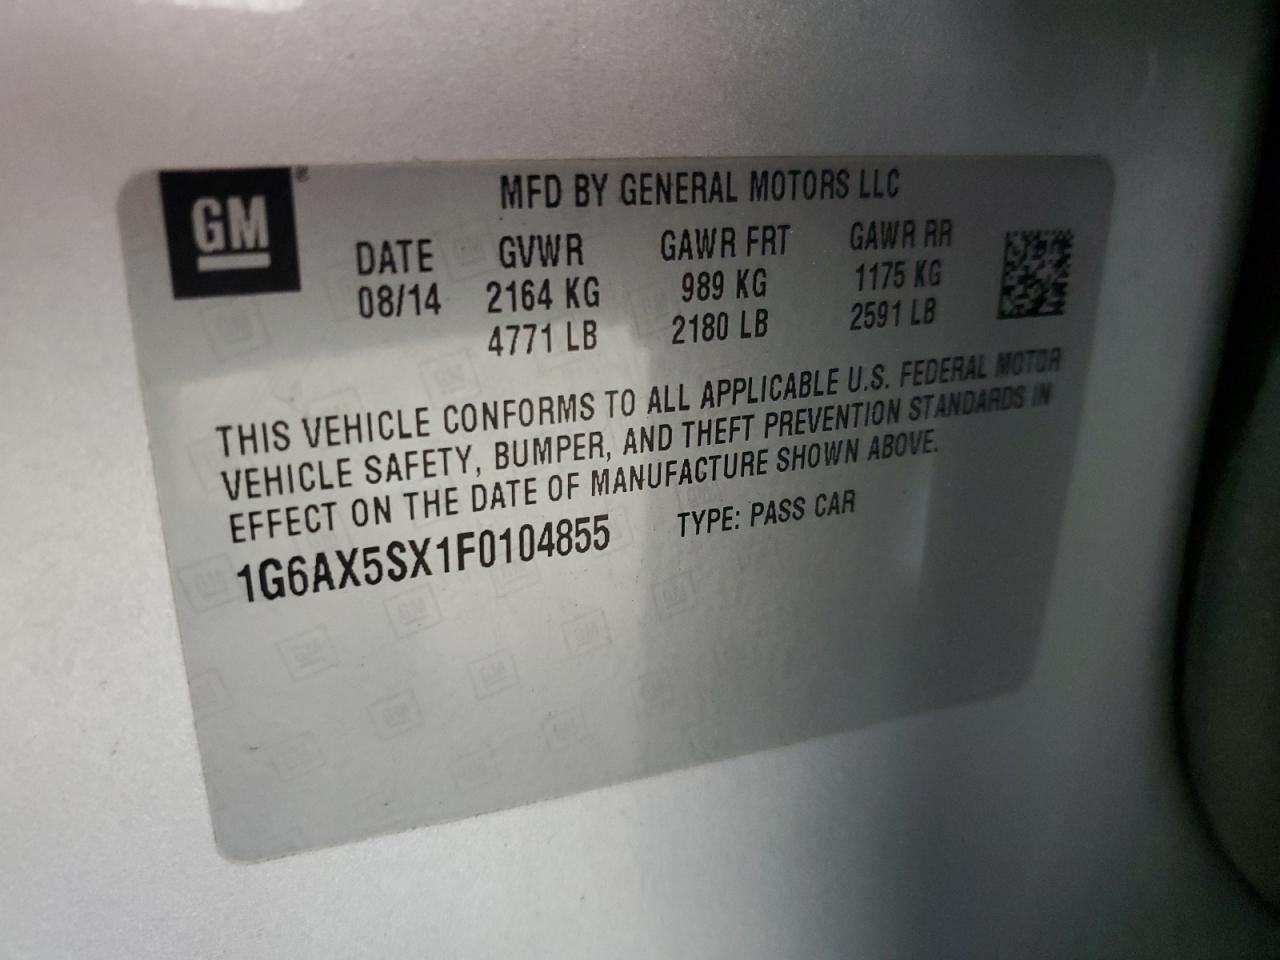 GM
MFD BY GENERAL MOTORS LLC
DATE GVWR GAWR FRT GAWR RR
08/14 2164 KG 989 KG 1175 KG
4771 LB 2180 LB 2591 LB
THIS VEHICLE CONFORMS TO ALL APPLICABLE U.S. FEDERAL MOTOR
VEHICLE SAFETY, BUMPER, AND THEFT PREVENTION STANDARDS IN
EFFECT ON THE DATE OF MANUFACTURE SHOWN ABOVE.
1G6AX5SX1F0104855 TYPE: PASS CAR